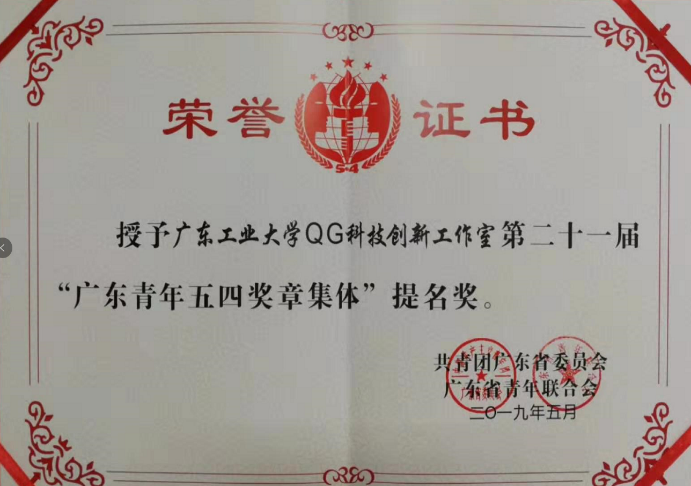 荣誉证书
5·4
授予广东工业大学QG科技创新工作室第二十一届
“广东青年五四奖章集体”提名奖。
共青团广东省委员会
广东省青年联合会
二〇一九年五月